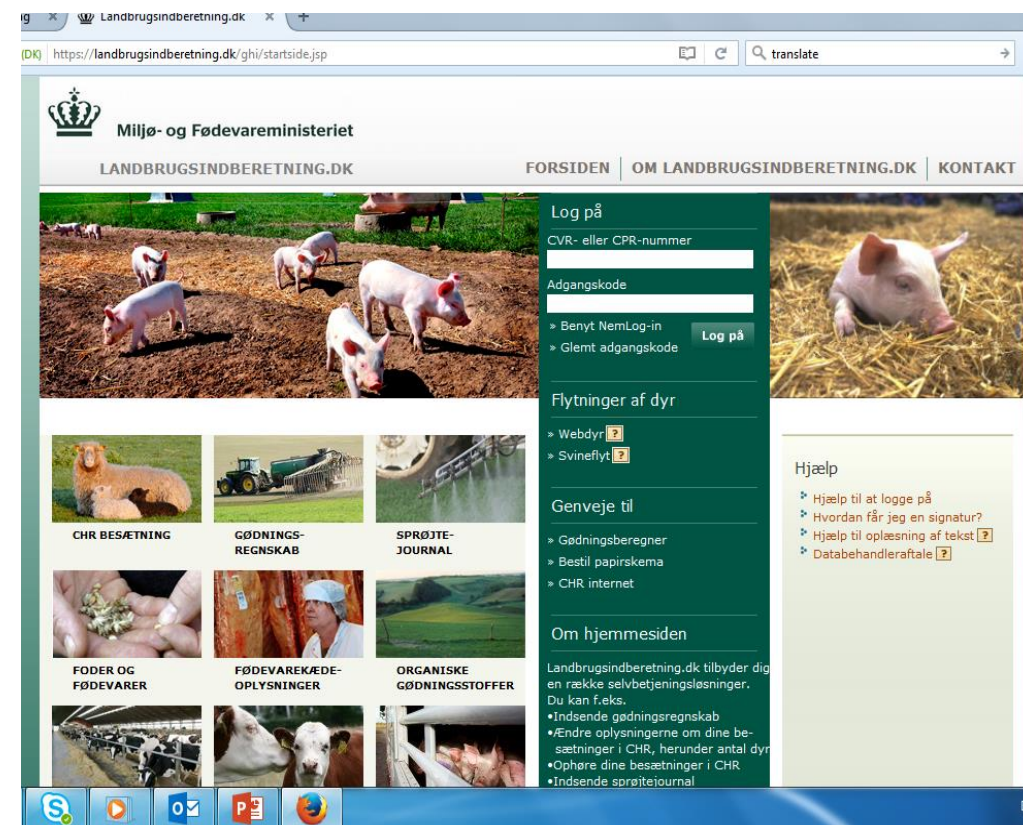 Landbrugsindberetning.dk
(DK) https://landbrugsindberetning.dk/ghi/startside.jsp
translate
Miljø- og Fødevareministeriet
LANDBRUGSINDBERETNING.DK
FORSIDEN
OM LANDBRUGSINDBERETNING.DK
KONTAKT
Log på
CVR- eller CPR-nummer
Adgangskode
» Benyt NemLog-in
» Glemt adgangskode
Log på
Flytninger af dyr
» Webdyr ?
» Svineflyt ?
Genveje til
» Gødningsberegner
» Bestil papirskema
» CHR internet
Om hjemmesiden
Landbrugsindberetning.dk tilbyder dig
en række selvbetjeningsløsninger.
Du kan f.eks.
•Indsende gødningsregnskab
•Ændre oplysningerne om dine be-
sætninger i CHR, herunder antal dyr
•Ophøre dine besætninger i CHR
•Indsende sprøjtejournal
CHR BESÆTNING
GØDNINGS-
REGNSKAB
SPRØJTE-
JOURNAL
FODER OG
FØDEVARER
FØDEVAREKÆDE-
OPLYSNINGER
ORGANISKE
GØDNINGSSTOFFER
Hjælp
Hjælp til at logge på
Hvordan får jeg en signatur?
Hjælp til oplæsning af tekst ?
Databehandleraftale ?